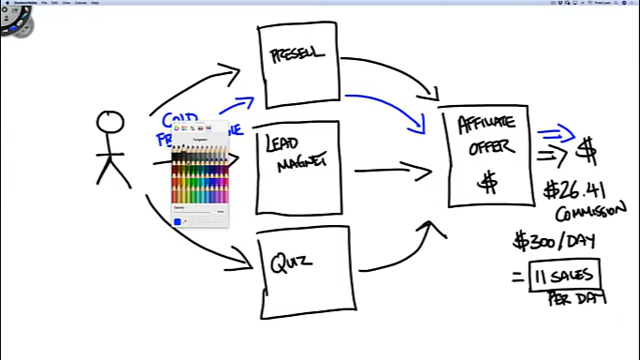 PRESELL
COLD
LEAD
MAGNET
QUIZ
AFFILIATE
OFFER
$
$
$26.41
COMMISSION
$300/DAY
= 11 SALES
PER DAY